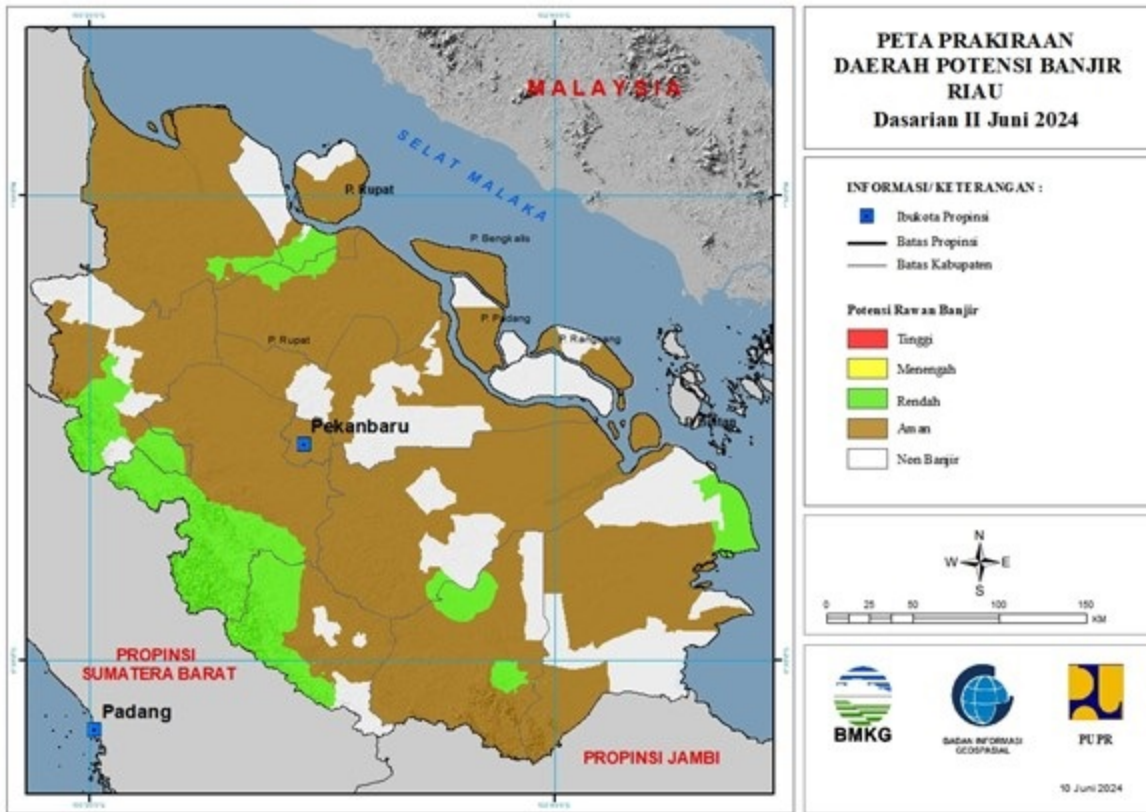 PETA PRAKIRAAN
DAERAH POTENSI BANJIR
RIAU
Dasarian II Juni 2024
MALAYSIA
SELAT MALAKA
P. Rupat
P. Bengkalis
P. Padang
P. Rupat
Pekanbaru
PROPINSI
SUMATERA BARAT
Padang
PROPINSI JAMBI
INFORMASI/ KETERANGAN :
Ibukota Propinsi
Batas Propinsi
Batas Kabupaten
Potensi Rawan Banjir
Tinggi
Menengah
Rendah
Aman
Non Banjir
N
W E
S
0 25 50 100 150
KM
BMKG
BADAN INFORMASI
GEOSPASIAL
PUPR
10 Juni 2024